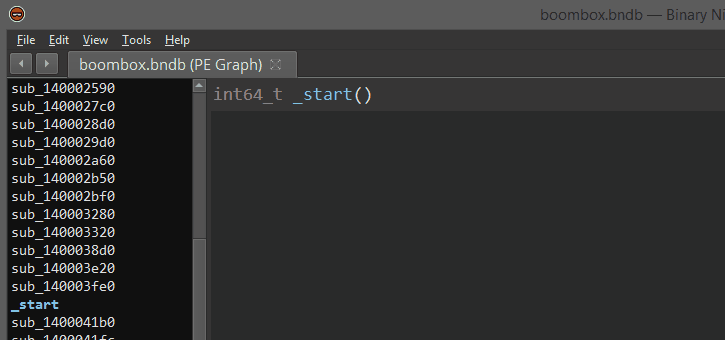 boombox.bndb — Binary Ni
File Edit View Tools Help
boombox.bndb (PE Graph)
sub_140002590
sub_1400027c0
sub_1400028d0
sub_1400029d0
sub_140002a60
sub_140002b50
sub_140002bf0
sub_140003280
sub_140003320
sub_1400038d0
sub_140003e20
sub_140003fe0
_start
sub_1400041b0
sub_1400041fc
int64_t _start()